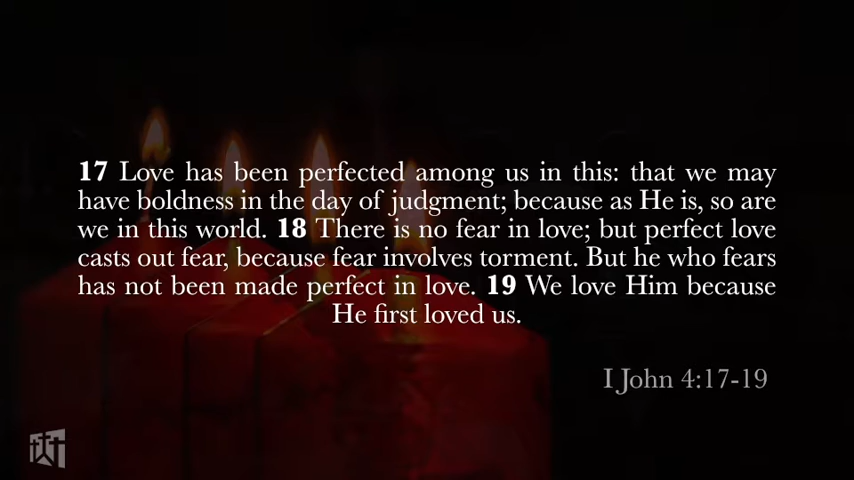 17 Love has been perfected among us in this: that we may
have boldness in the day of judgment; because as He is, so are
we in this world. 18 There is no fear in love; but perfect love
casts out fear, because fear involves torment. But he who fears
has not been made perfect in love. 19 We love Him because
He first loved us.
I John 4:17-19